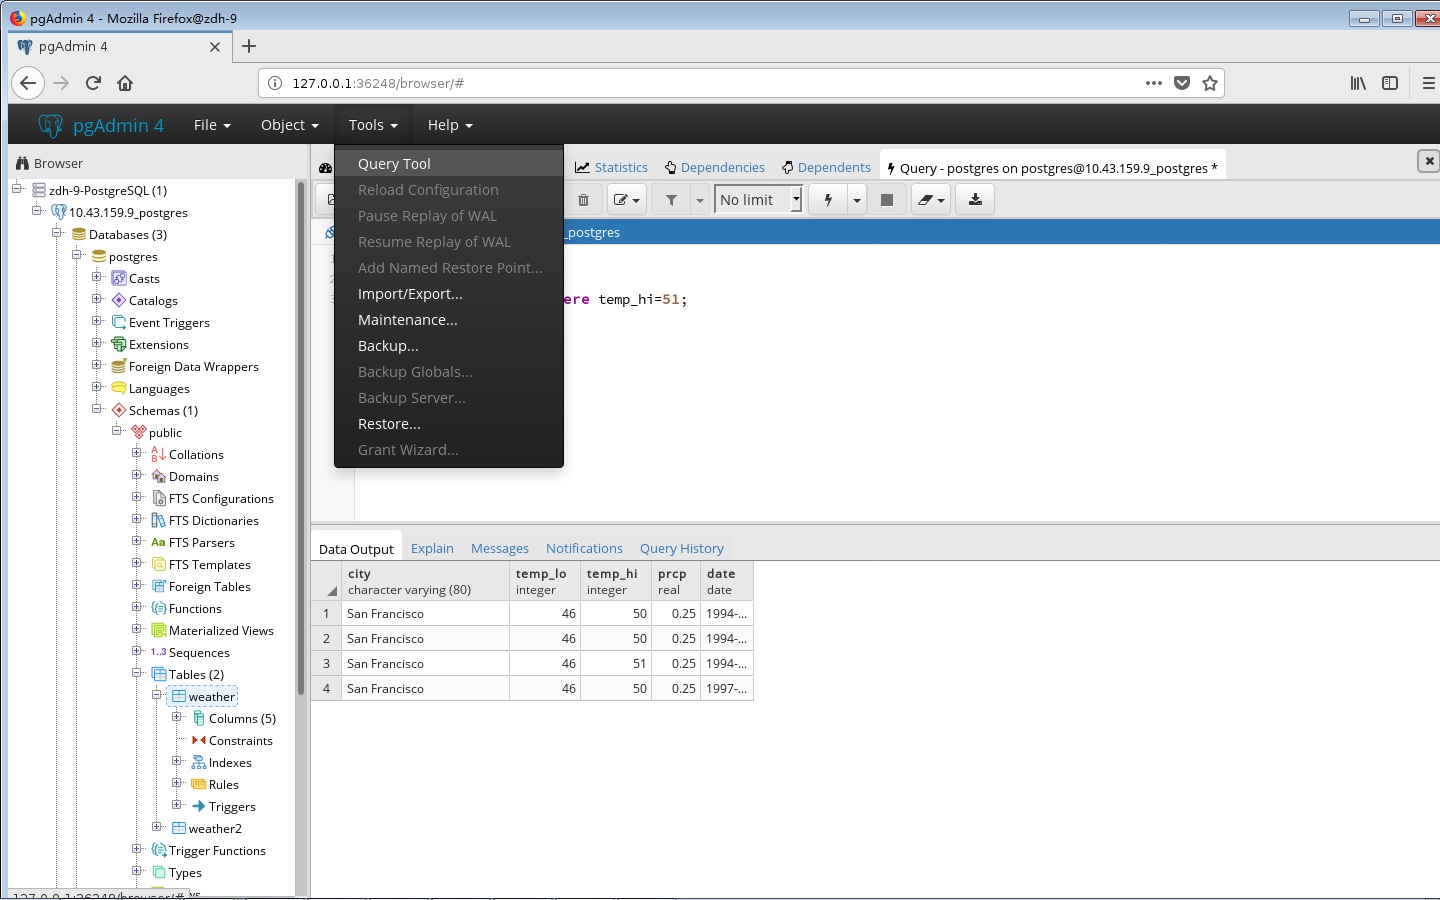 pgAdmin 4 - Mozilla Firefox@zdh-9
pgAdmin 4
127.0.0.1:36248/browser/#
pgAdmin 4 File Object Tools Help
Browser
zdh-9-PostgreSQL (1)
10.43.159.9_postgres
Databases (3)
postgres
Casts
Catalogs
Event Triggers
Extensions
Foreign Data Wrappers
Languages
Schemas (1)
public
Collations
Domains
FTS Configurations
FTS Dictionaries
FTS Parsers
FTS Templates
Foreign Tables
Functions
Materialized Views
1..3 Sequences
Tables (2)
weather
Columns (5)
Constraints
Indexes
Rules
Triggers
weather2
Trigger Functions
Types
127.0.0.1:36248/browser/#
Query Tool
Reload Configuration
Pause Replay of WAL
Resume Replay of WAL
Add Named Restore Point...
Import/Export...
Maintenance...
Backup...
Backup Globals...
Backup Server...
Restore...
Grant Wizard...
Statistics Dependencies Dependents Query - postgres on postgres@10.43.159.9_postgres *
No limit
_postgres
ere temp_hi=51;
Data Output Explain Messages Notifications Query History
city temp_lo temp_hi prcp date
character varying (80) integer integer real date
1 San Francisco 46 50 0.25 1994-...
2 San Francisco 46 50 0.25 1994-...
3 San Francisco 46 51 0.25 1994-...
4 San Francisco 46 50 0.25 1997-...